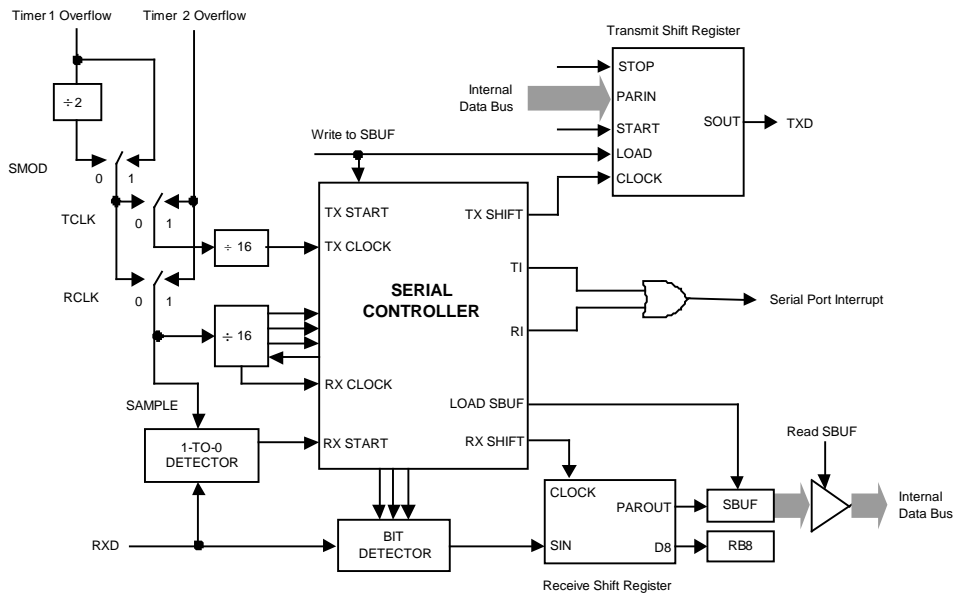 Timer 1 Overflow
Timer 2 Overflow
Transmit Shift Register
÷2
SMOD
0 1
TCLK
0 1
RCLK
0 1
÷ 16
÷ 16
SAMPLE
1-TO-0
DETECTOR
RXD
Write to SBUF
TX START
TX CLOCK
SERIAL
CONTROLLER
RX CLOCK
RX START
TX SHIFT
TI
RI
LOAD SBUF
RX SHIFT
BIT
DETECTOR
Internal
Data Bus
STOP
PARIN
START
LOAD
CLOCK
SOUT
TXD
Serial Port Interrupt
CLOCK
PAROUT
SIN
D8
Receive Shift Register
SBUF
RB8
Read SBUF
Internal
Data Bus